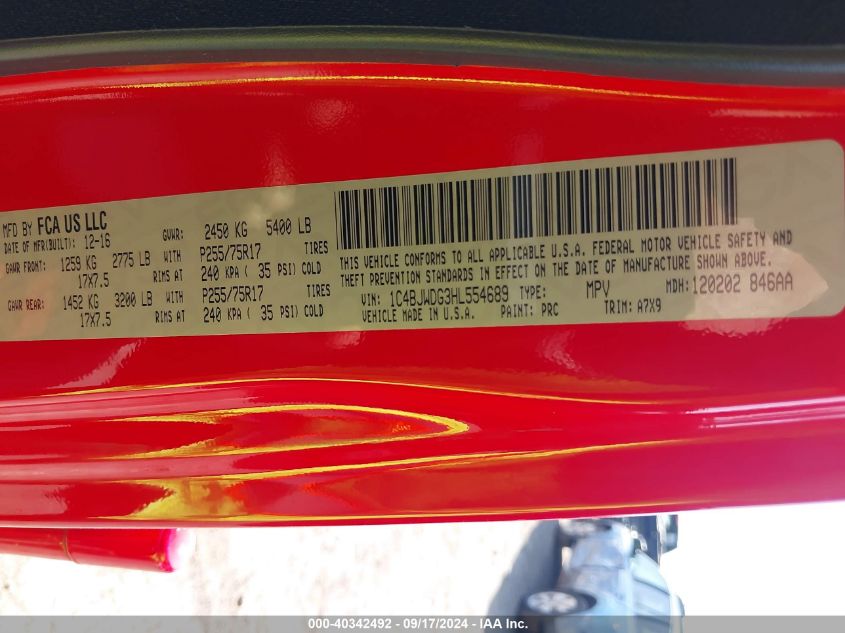 MFD BY FCA US LLC
DATE OF MFR(BUILT): 12-16 GVWR: 2450 KG 5400 LB
GAWR FRONT: 1259 KG 2775 LB WITH P255/75R17 TIRES
17X7.5 RIMS AT 240 KPA ( 35 PSI) COLD
GAWR REAR: 1452 KG 3200 LB WITH P255/75R17 TIRES
17X7.5 RIMS AT 240 KPA ( 35 PSI) COLD
THIS VEHICLE CONFORMS TO ALL APPLICABLE U.S.A. FEDERAL MOTOR VEHICLE SAFETY AND
THEFT PREVENTION STANDARDS IN EFFECT ON THE DATE OF MANUFACTURE SHOWN ABOVE.
VIN: 1C4BJWDG3HL554689 TYPE: MPV MDH: 120202 846AA
VEHICLE MADE IN U.S.A. PAINT: PRC TRIM: A7X9
000-40342492 - 09/17/2024 - IAA Inc.